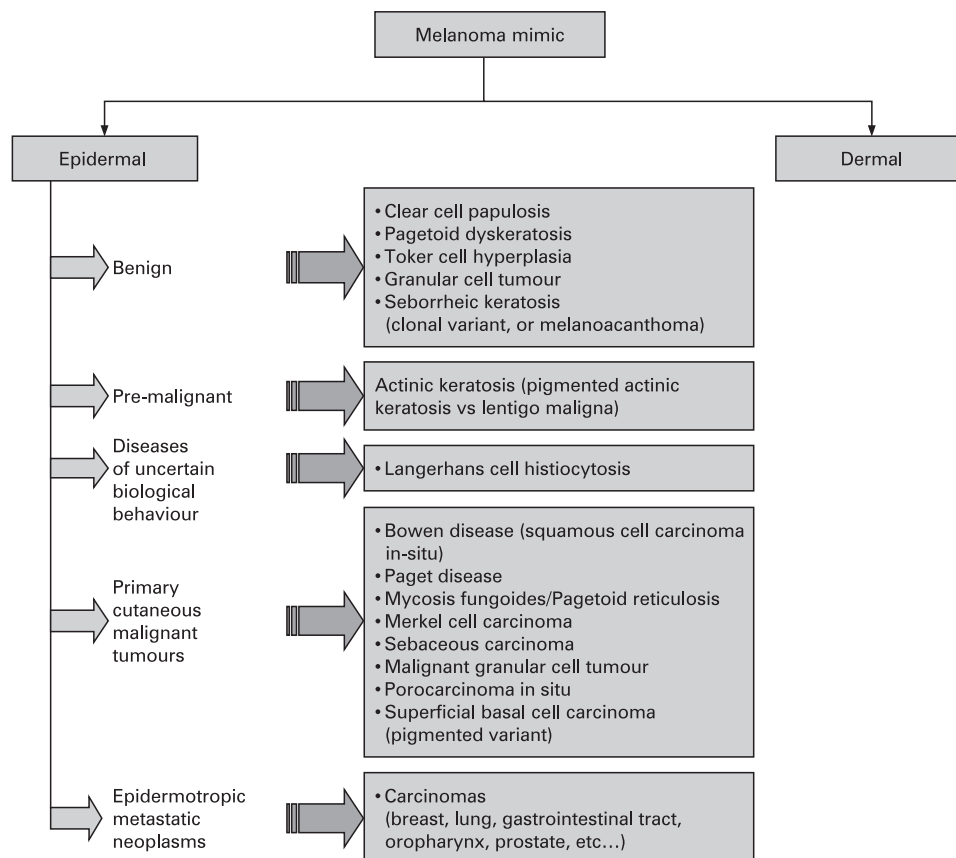 Melanoma mimic
Epidermal
Dermal
Benign
• Clear cell papulosis
• Pagetoid dyskeratosis
• Toker cell hyperplasia
• Granular cell tumour
• Seborrheic keratosis
(clonal variant, or melanoacanthoma)
Pre-malignant
Actinic keratosis (pigmented actinic
keratosis vs lentigo maligna)
Diseases
of uncertain
biological
behaviour
• Langerhans cell histiocytosis
Primary
cutaneous
malignant
tumours
• Bowen disease (squamous cell carcinoma
in-situ)
• Paget disease
• Mycosis fungoides/Pagetoid reticulosis
• Merkel cell carcinoma
• Sebaceous carcinoma
• Malignant granular cell tumour
• Porocarcinoma in situ
• Superficial basal cell carcinoma
(pigmented variant)
Epidermotropic
metastatic
neoplasms
• Carcinomas
(breast, lung, gastrointestinal tract,
oropharynx, prostate, etc...)